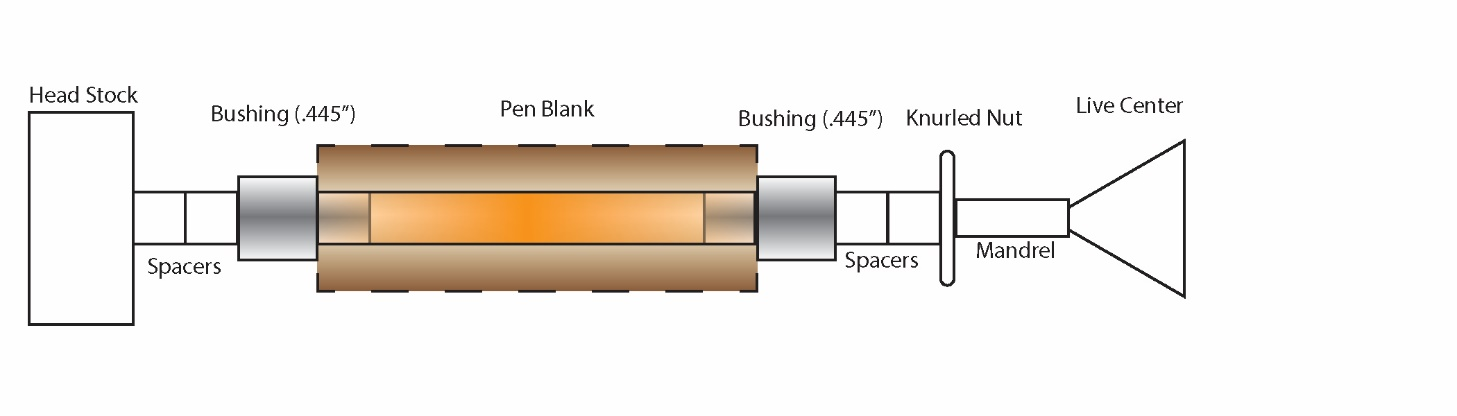 Head Stock
Bushing (.445”)
Pen Blank
Bushing (.445”)
Knurled Nut
Live Center
Spacers
Spacers
Mandrel